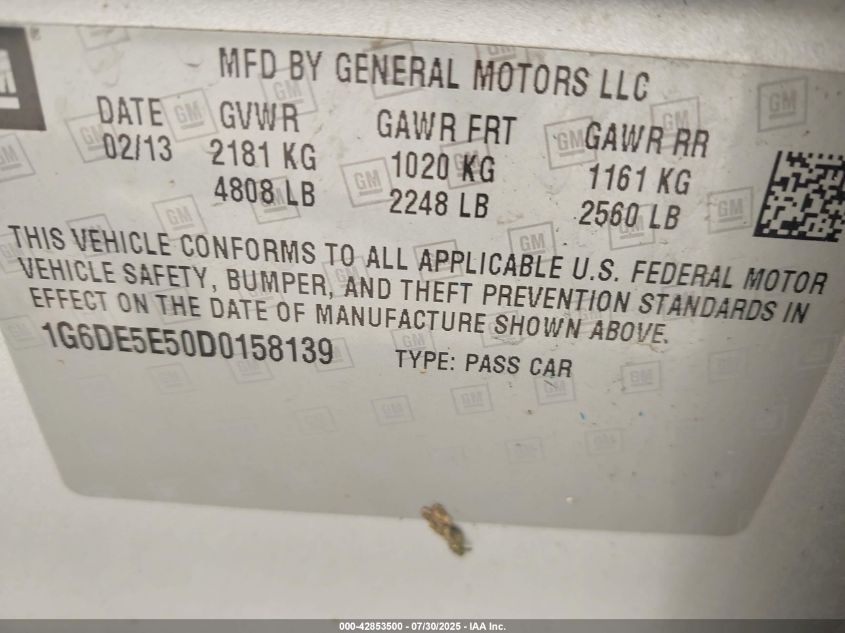 GM
MFD BY GENERAL MOTORS LLC
DATE GVWR GAWR FRT GAWR RR
02/13 2181 KG 1020 KG 1161 KG
4808 LB 2248 LB 2560 LB
THIS VEHICLE CONFORMS TO ALL APPLICABLE U.S. FEDERAL MOTOR
VEHICLE SAFETY, BUMPER, AND THEFT PREVENTION STANDARDS IN
EFFECT ON THE DATE OF MANUFACTURE SHOWN ABOVE.
1G6DE5E50D0158139 TYPE: PASS CAR
000-42853500 - 07/30/2025 - IAA Inc.